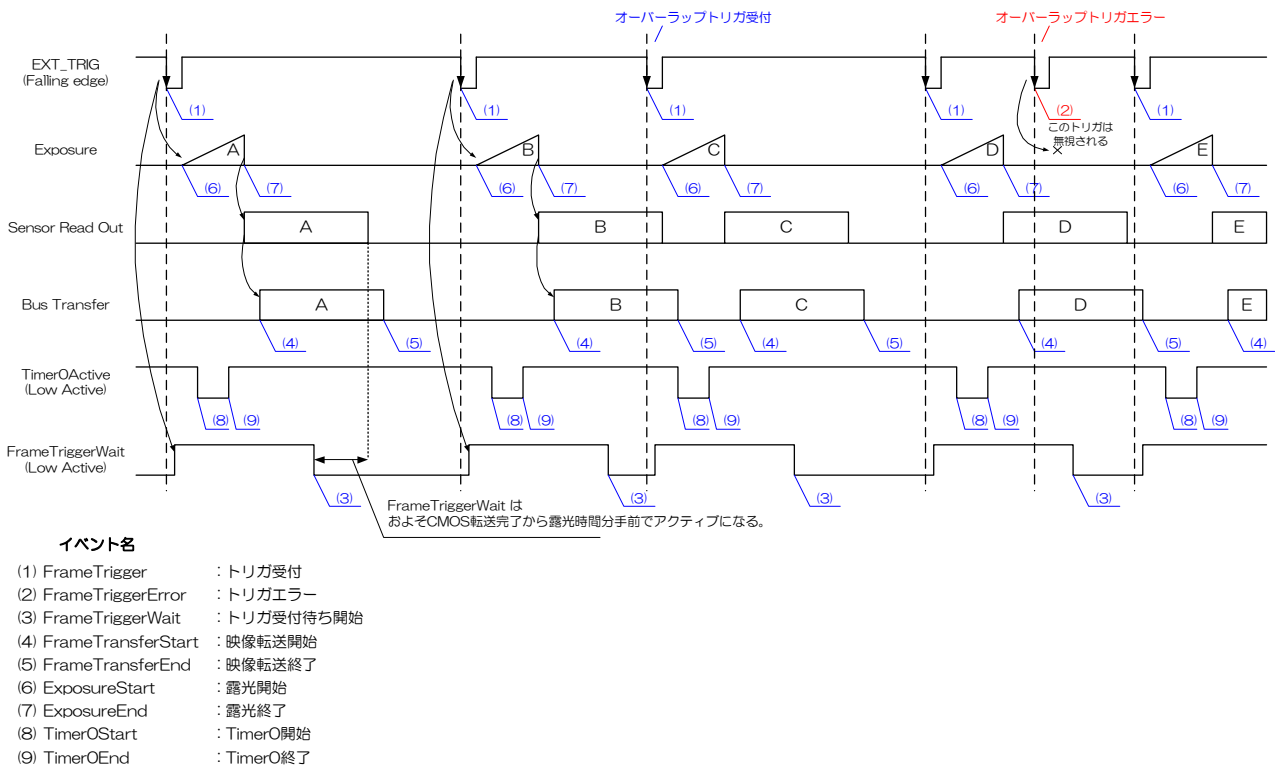 オーバーラップトリガ受付
オーバーラップトリガエラー
EXT_TRIG
(Falling edge)
(1)
(1)
(1)
(1)
(2)
(1)
このトリガは
無視される
Exposure
A
B
C
D
E
(6)
(7)
(6)
(7)
(6)
(7)
(6)
(7)
(6)
(7)
Sensor Read Out
A
B
C
D
E
Bus Transfer
A
B
C
D
E
(4)
(5)
(4)
(5)
(4)
(5)
(4)
(5)
(4)
Timer0Active
(Low Active)
(8)
(9)
(8)
(9)
(8)
(9)
(8)
(9)
(8)
(9)
FrameTriggerWait
(Low Active)
(3)
(3)
(3)
(3)
FrameTriggerWait は
およそCMOS転送完了から露光時間分手前でアクティブになる。
イベント名
(1) FrameTrigger : トリガ受付
(2) FrameTriggerError : トリガエラー
(3) FrameTriggerWait : トリガ受付待ち開始
(4) FrameTransferStart : 映像転送開始
(5) FrameTransferEnd : 映像転送終了
(6) ExposureStart : 露光開始
(7) ExposureEnd : 露光終了
(8) Timer0Start : Timer0開始
(9) Timer0End : Timer0終了